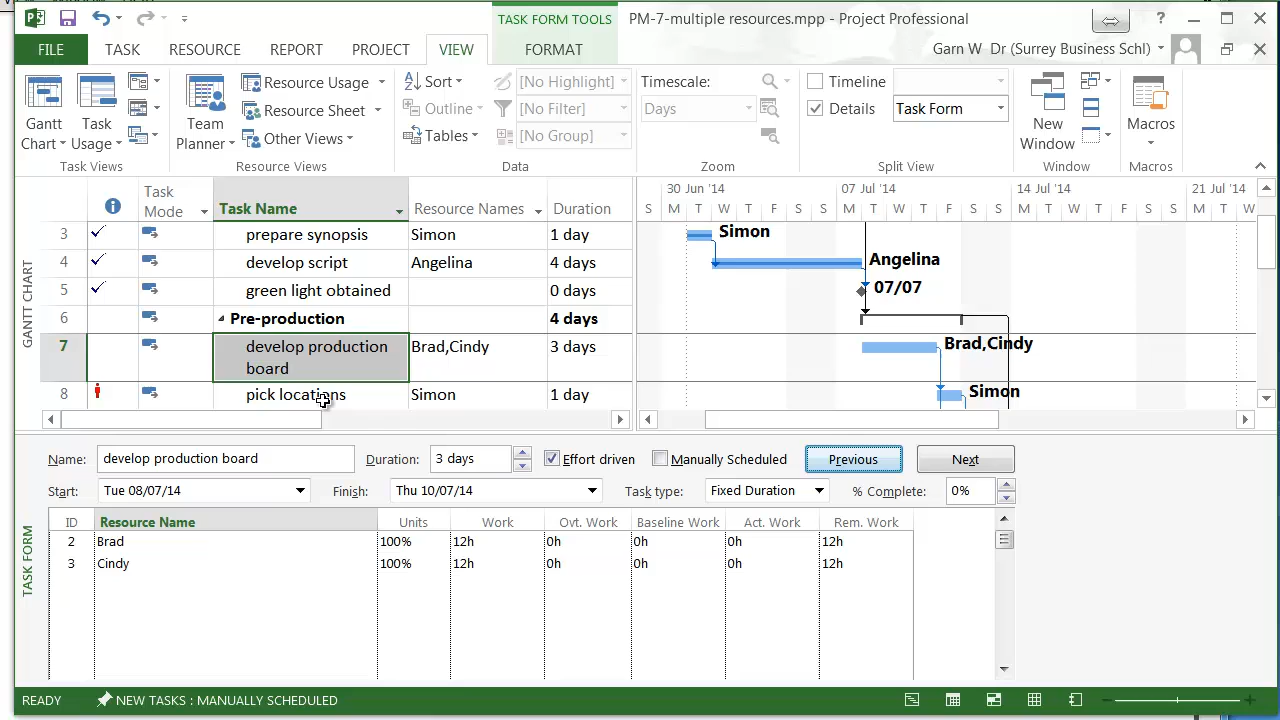 TASK FORM TOOLS
PM-7-multiple resources.mpp - Project Professional
?
FILE TASK RESOURCE REPORT PROJECT VIEW FORMAT
Garn W Dr (Surrey Business Schl)
Gantt Chart
Task Usage
Team Planner
Resource Usage
Resource Sheet
Other Views
Sort
Outline
Tables
[No Highlight]
[No Filter]
[No Group]
Timescale:
Days
Timeline
Details
Task Form
New Window
Macros
Task Views Resource Views Data Zoom Split View Window Macros
GANTT CHART
Task Mode Task Name Resource Names Duration
30 Jun '14 07 Jul '14 14 Jul '14 21 Jul '14
S M T W T F S S M T W T F S S M T W T F S S M T W
3 prepare synopsis Simon 1 day
Simon
4 develop script Angelina 4 days
Angelina
5 green light obtained 0 days
07/07
6 Pre-production 4 days
7 develop production board Brad,Cindy 3 days
Brad,Cindy
8 pick locations Simon 1 day
Simon
TASK FORM
Name: develop production board Duration: 3 days Effort driven Manually Scheduled Previous Next
Start: Tue 08/07/14 Finish: Thu 10/07/14 Task type: Fixed Duration % Complete: 0%
ID Resource Name Units Work Ovt. Work Baseline Work Act. Work Rem. Work
2 Brad 100% 12h 0h 0h 0h 12h
3 Cindy 100% 12h 0h 0h 0h 12h
READY NEW TASKS : MANUALLY SCHEDULED